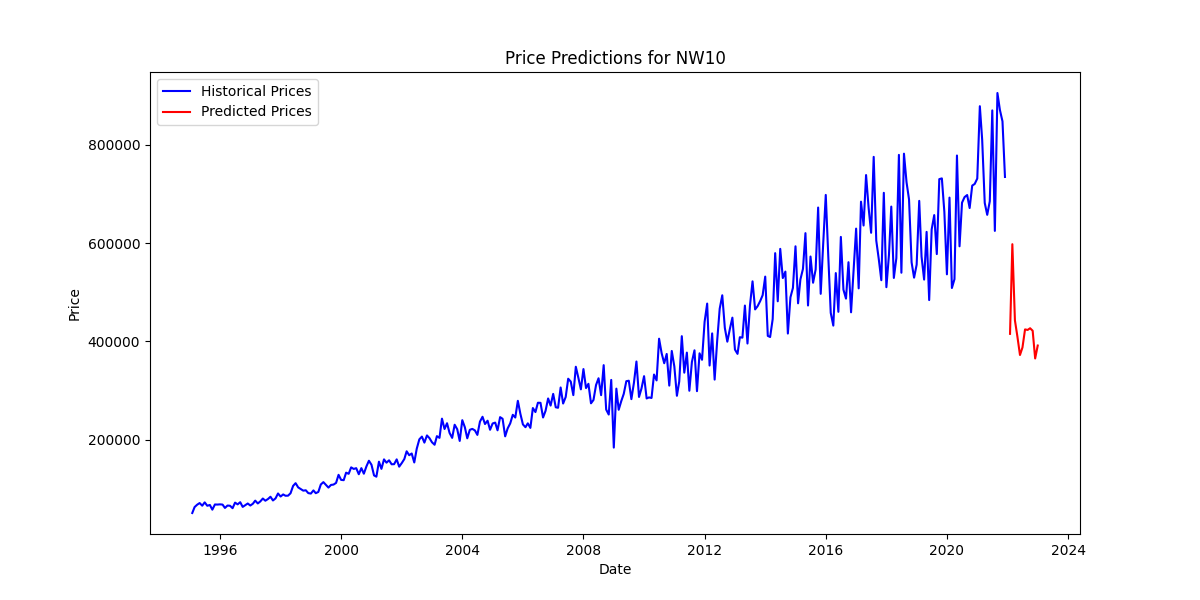 Price Predictions for NW10
Historical Prices
Predicted Prices
800000
600000
400000
200000
Price
1996 2000 2004 2008 2012 2016 2020 2024
Date